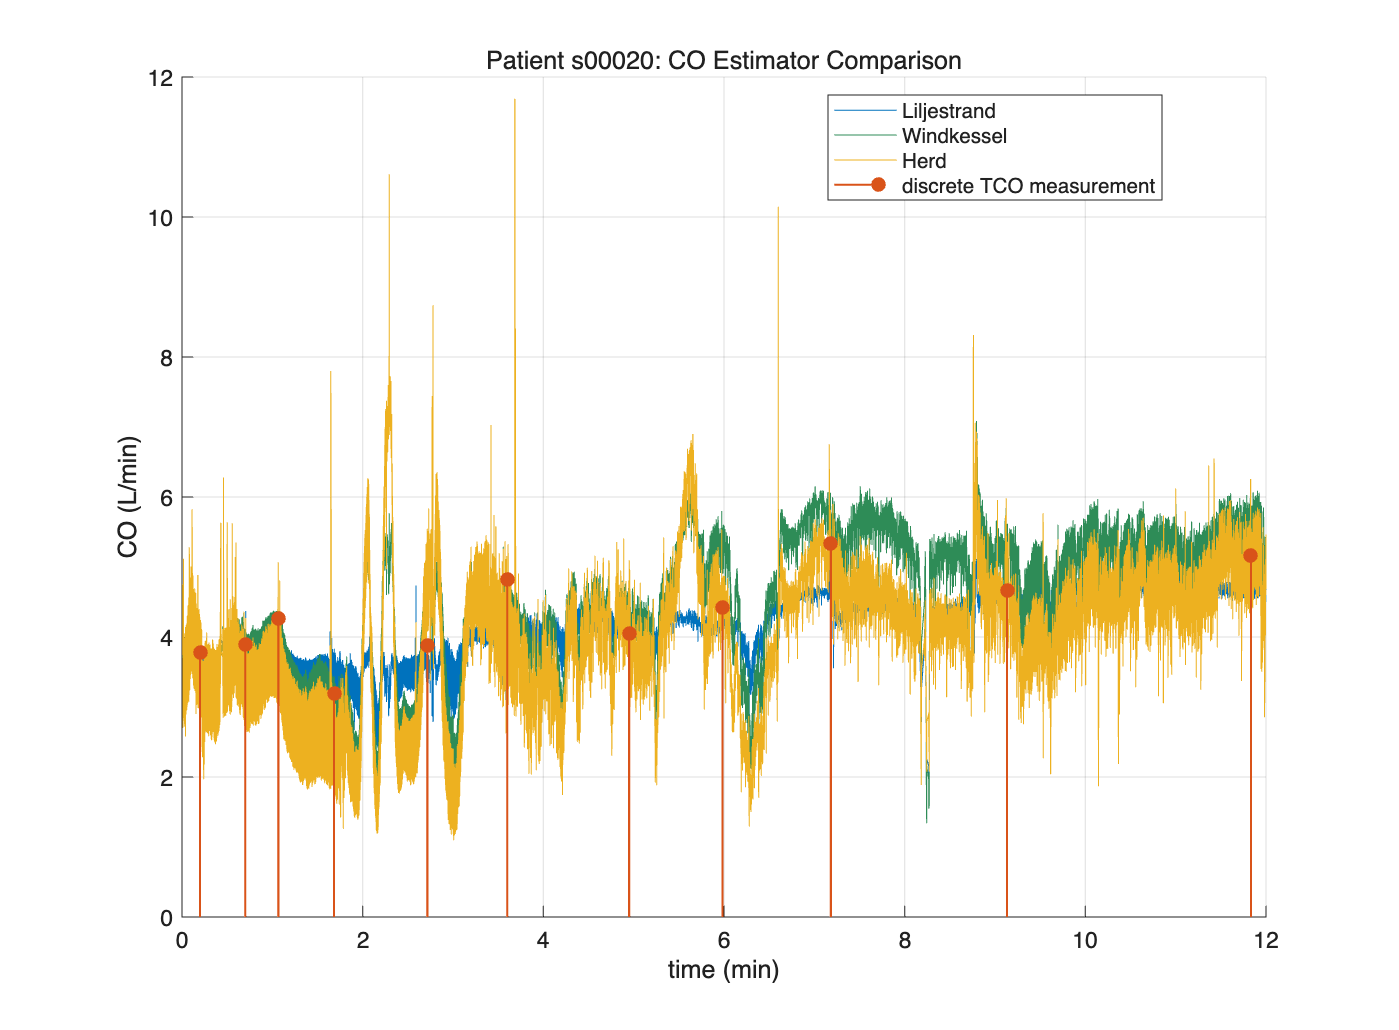 Patient s00020: CO Estimator Comparison
12
10
8
6
4
2
0
CO (L/min)
Liljestrand
Windkessel
Herd
discrete TCO measurement
0 2 4 6 8 10 12
time (min)